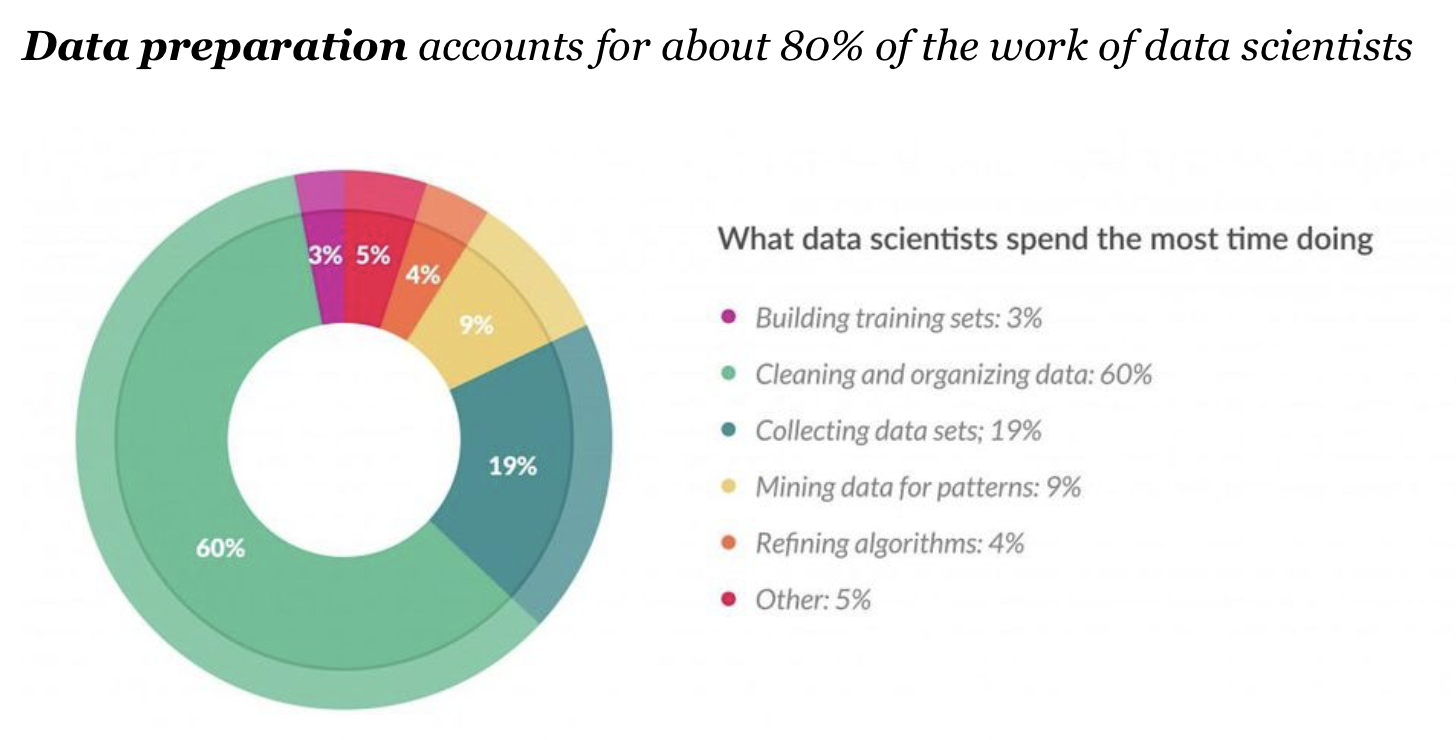 Data preparation accounts for about 80% of the work of data scientists
3%
5%
4%
9%
19%
60%
What data scientists spend the most time doing
Building training sets: 3%
Cleaning and organizing data: 60%
Collecting data sets; 19%
Mining data for patterns: 9%
Refining algorithms: 4%
Other: 5%